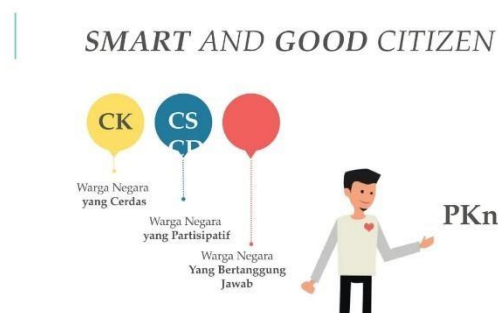 SMART AND GOOD CITIZEN
CK
CS
CD
Warga Negara
yang Cerdas
Warga Negara
yang Partisipatif
Warga Negara
Yang Bertanggung
Jawab
PKn